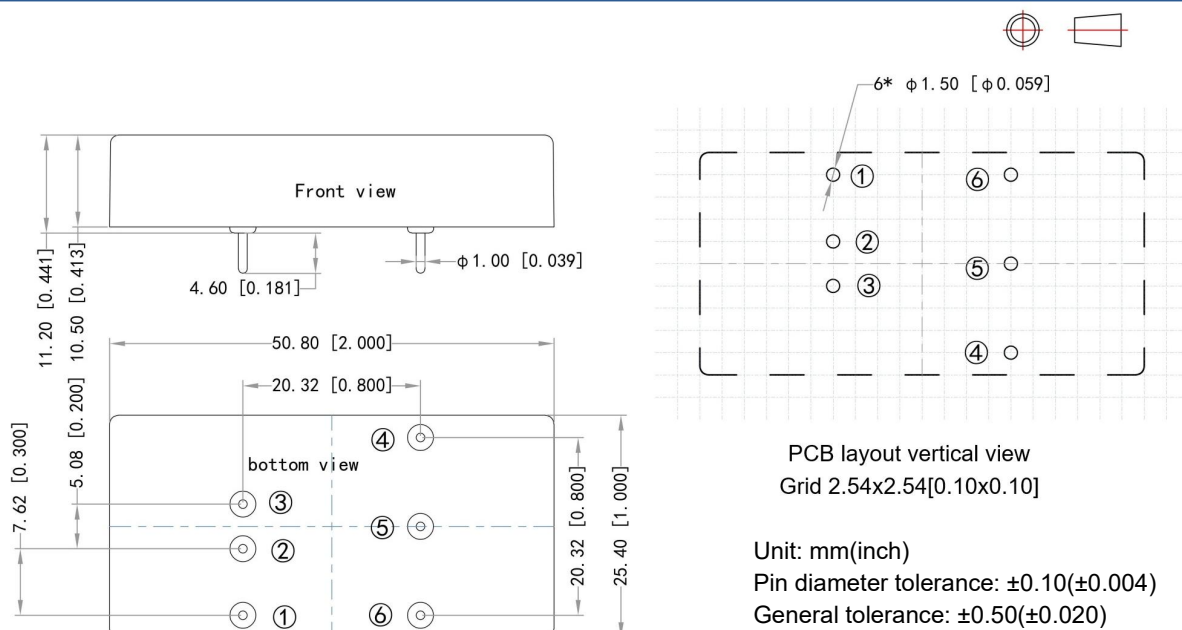 6* φ1.50 [φ0.059]
Front view
11.20 [0.441]
10.50 [0.413]
4.60 [0.181]
φ1.00 [0.039]
① ⑥
②
⑤
③
④
50.80 [2.000]
20.32 [0.800]
7.62 [0.300]
5.08 [0.200]
bottom view
④
③
⑤
②
① ⑥
20.32 [0.800]
25.40 [1.000]
PCB layout vertical view
Grid 2.54x2.54[0.10x0.10]
Unit: mm(inch)
Pin diameter tolerance: ±0.10(±0.004)
General tolerance: ±0.50(±0.020)